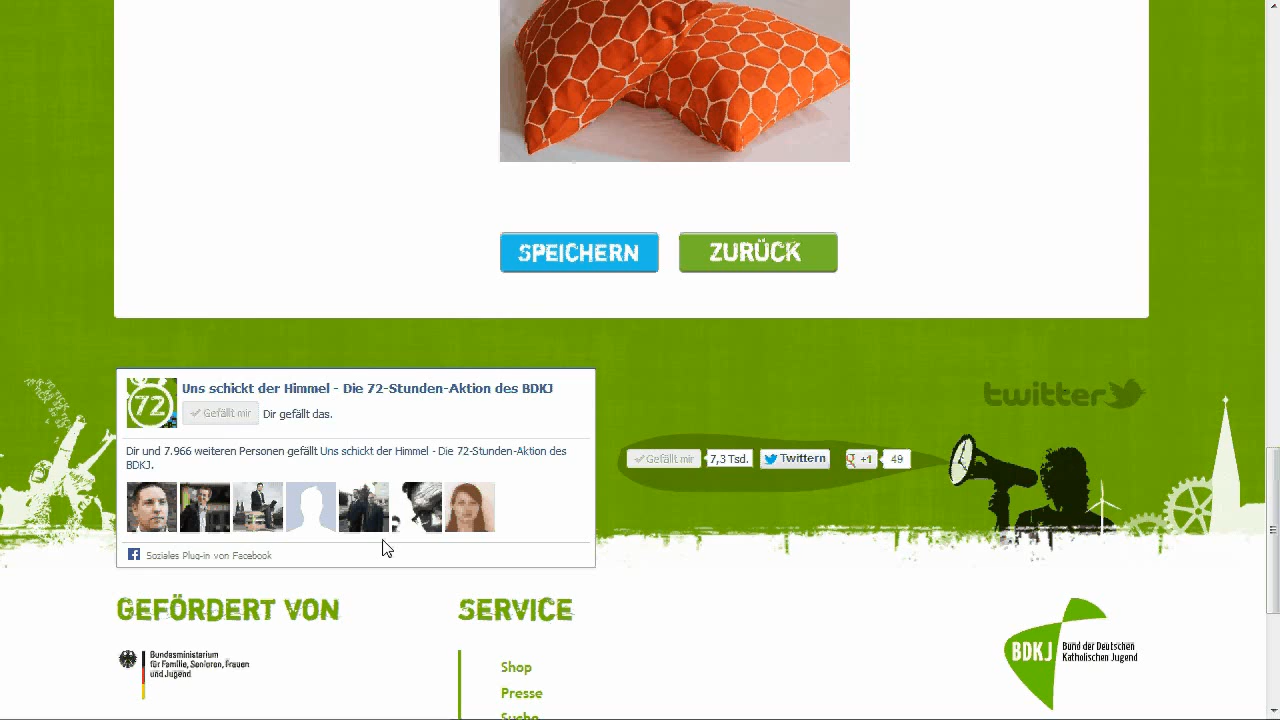 SPEICHERN
ZURÜCK
72
Uns schickt der Himmel - Die 72-Stunden-Aktion des BDKJ
Gefällt mir
Dir gefällt das.
Dir und 7.966 weiteren Personen gefällt Uns schickt der Himmel - Die 72-Stunden-Aktion des
BDKJ.
Soziales Plug-in von Facebook
twitter
Gefällt mir
7,3 Tsd.
Twittern
+1
49
GEFÖRDERT VON
Bundesministerium
für Familie, Senioren, Frauen
und Jugend
SERVICE
Shop
Presse
Suche
BDKJ
Bund der Deutschen
Katholischen Jugend